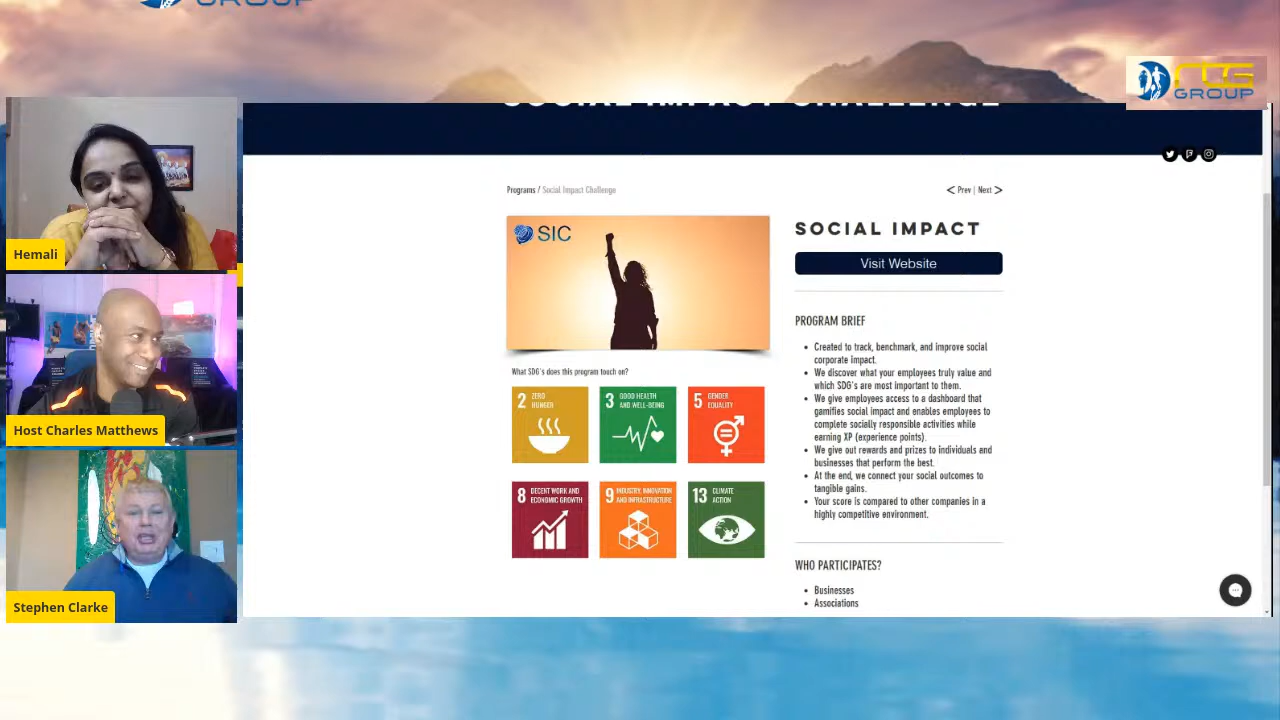 GROUP
RTG
GROUP
SOCIAL IMPACT CHALLENGE
Hemali
Host Charles Matthews
Stephen Clarke
Programs / Social Impact Challenge
< Prev | Next >
SIC
What SDG's does this program touch on?
2 ZERO
HUNGER
3 GOOD HEALTH
AND WELL-BEING
5 GENDER
EQUALITY
8 DECENT WORK AND
ECONOMIC GROWTH
9 INDUSTRY, INNOVATION
AND INFRASTRUCTURE
13 CLIMATE
ACTION
SOCIAL IMPACT
Visit Website
PROGRAM BRIEF
• Created to track, benchmark, and improve social
corporate impact.
• We discover what your employees truly value and
which SDG's are most important to them.
• We give employees access to a dashboard that
gamifies social impact and enables employees to
complete socially responsible activities while
earning XP (experience points).
• We give out rewards and prizes to individuals and
businesses that perform the best.
• At the end, we connect your social outcomes to
tangible gains.
• Your score is compared to other companies in a
highly competitive environment.
WHO PARTICIPATES?
• Businesses
• Associations